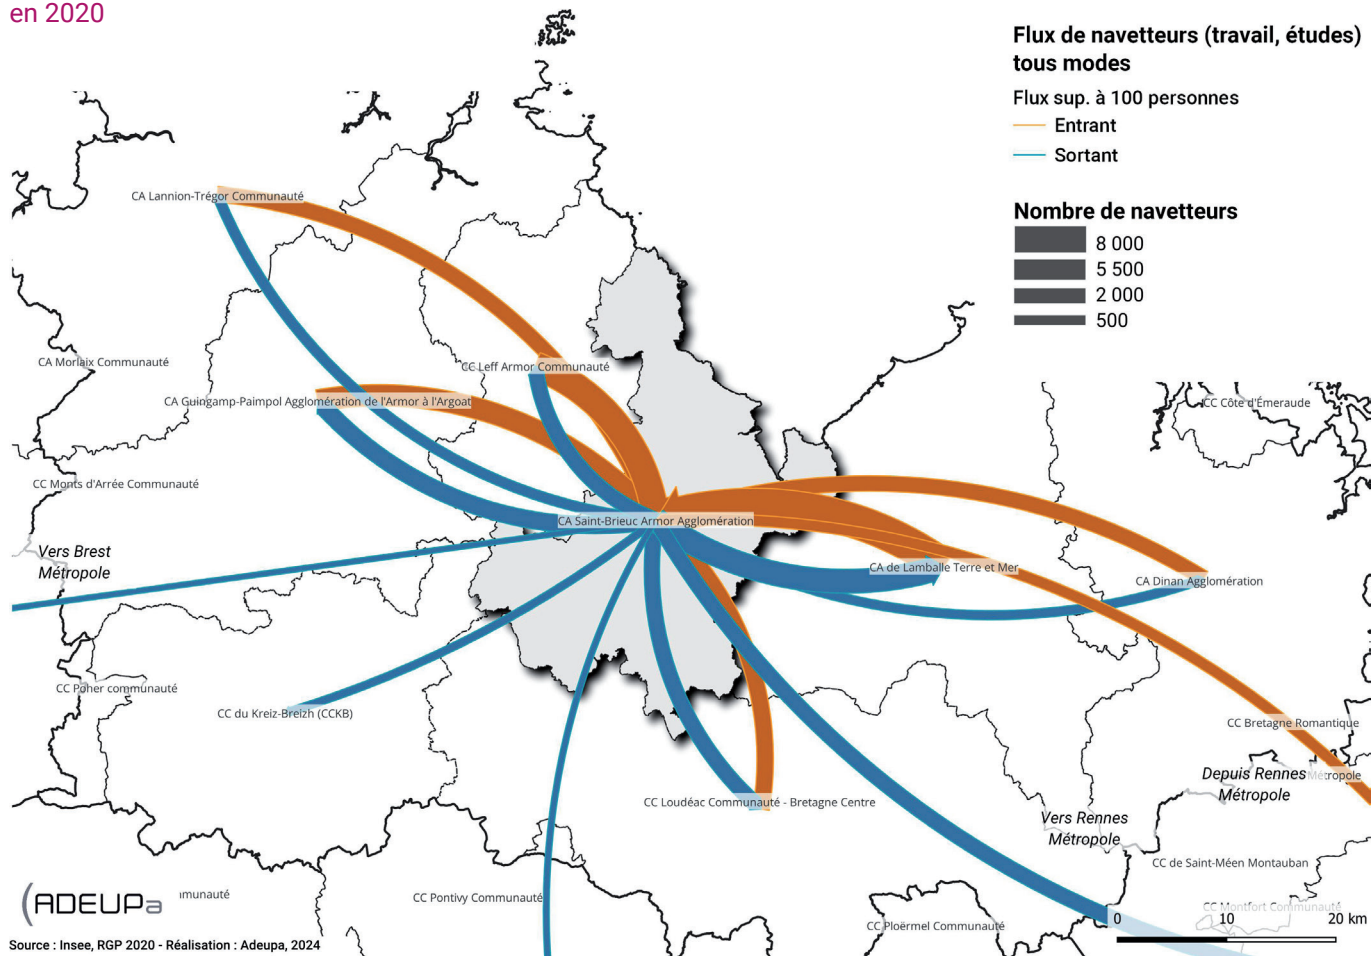 en 2020
Flux de navetteurs (travail, études)
tous modes
Flux sup. à 100 personnes
Entrant
Sortant
Nombre de navetteurs
8 000
5 500
2 000
500
CA Lannion-Trégor Communauté
CA Morlaix Communauté
CC Leff Armor Communauté
CA Guingamp-Paimpol Agglomération de l'Armor à l'Argoat
CC Côte d'Émeraude
CC Monts d'Arrée Communauté
CA Saint-Brieuc Armor Agglomération
Vers Brest
Métropole
CA de Lamballe Terre et Mer
CA Dinan Agglomération
CC Poher communauté
CC du Kreiz-Breizh (CCKB)
CC Bretagne Romantique
Depuis Rennes
Métropole
Métropole
CC Loudéac Communauté - Bretagne Centre
Vers Rennes
Métropole
CC de Saint-Méen Montauban
ADEUPa
munauté
CC Pontivy Communauté
CC Ploërmel Communauté
CC Montfort Communauté
0 10 20 km
Source : Insee, RGP 2020 - Réalisation : Adeupa, 2024